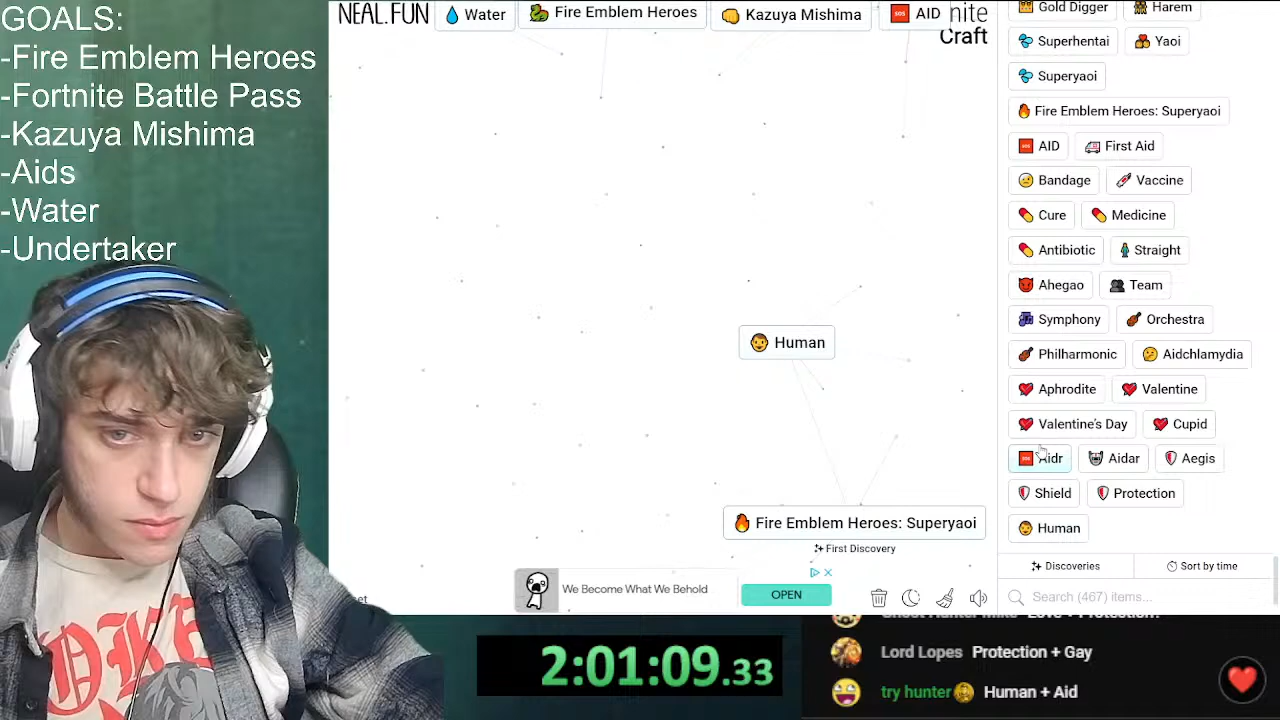 GOALS:
-Fire Emblem Heroes
-Fortnite Battle Pass
-Kazuya Mishima
-Aids
-Water
-Undertaker
NEAL.FUN
Water
Fire Emblem Heroes
Kazuya Mishima
SOS AID
Craft
Human
Fire Emblem Heroes: Superyaoi
First Discovery
We Become What We Behold
OPEN
Gold Digger
Harem
Superhentai
Yaoi
Superyaoi
Fire Emblem Heroes: Superyaoi
SOS AID
First Aid
Bandage
Vaccine
Cure
Medicine
Antibiotic
Straight
Ahegao
Team
Symphony
Orchestra
Philharmonic
Aidchlamydia
Aphrodite
Valentine
Valentine's Day
Cupid
SOS Aidr
Aidar
Aegis
Shield
Protection
Human
Discoveries
Sort by time
Search (467) items...
2:01:09.33
Lord Lopes Protection + Gay
try hunter Human + Aid